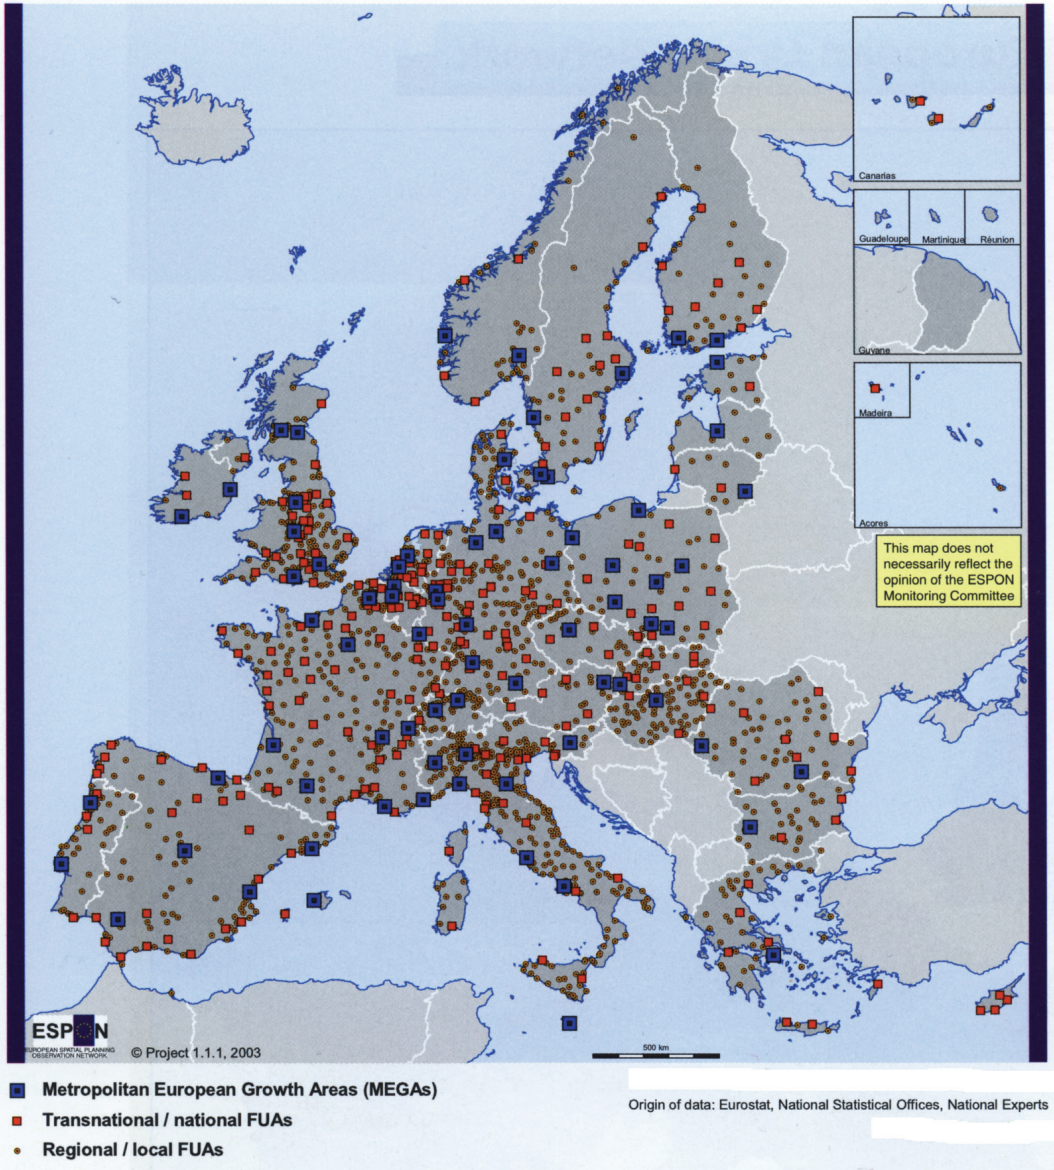 Canarias
Guadeloupe
Martinique
Réunion
Guyane
Madeira
Acores
This map does not
necessarily reflect the
opinion of the ESPON
Monitoring Committee
ESPON
EUROPEAN SPATIAL PLANNING
OBSERVATION NETWORK
© Project 1.1.1, 2003
500 km
Metropolitan European Growth Areas (MEGAs)
Transnational / national FUAs
Regional / local FUAs
Origin of data: Eurostat, National Statistical Offices, National Experts